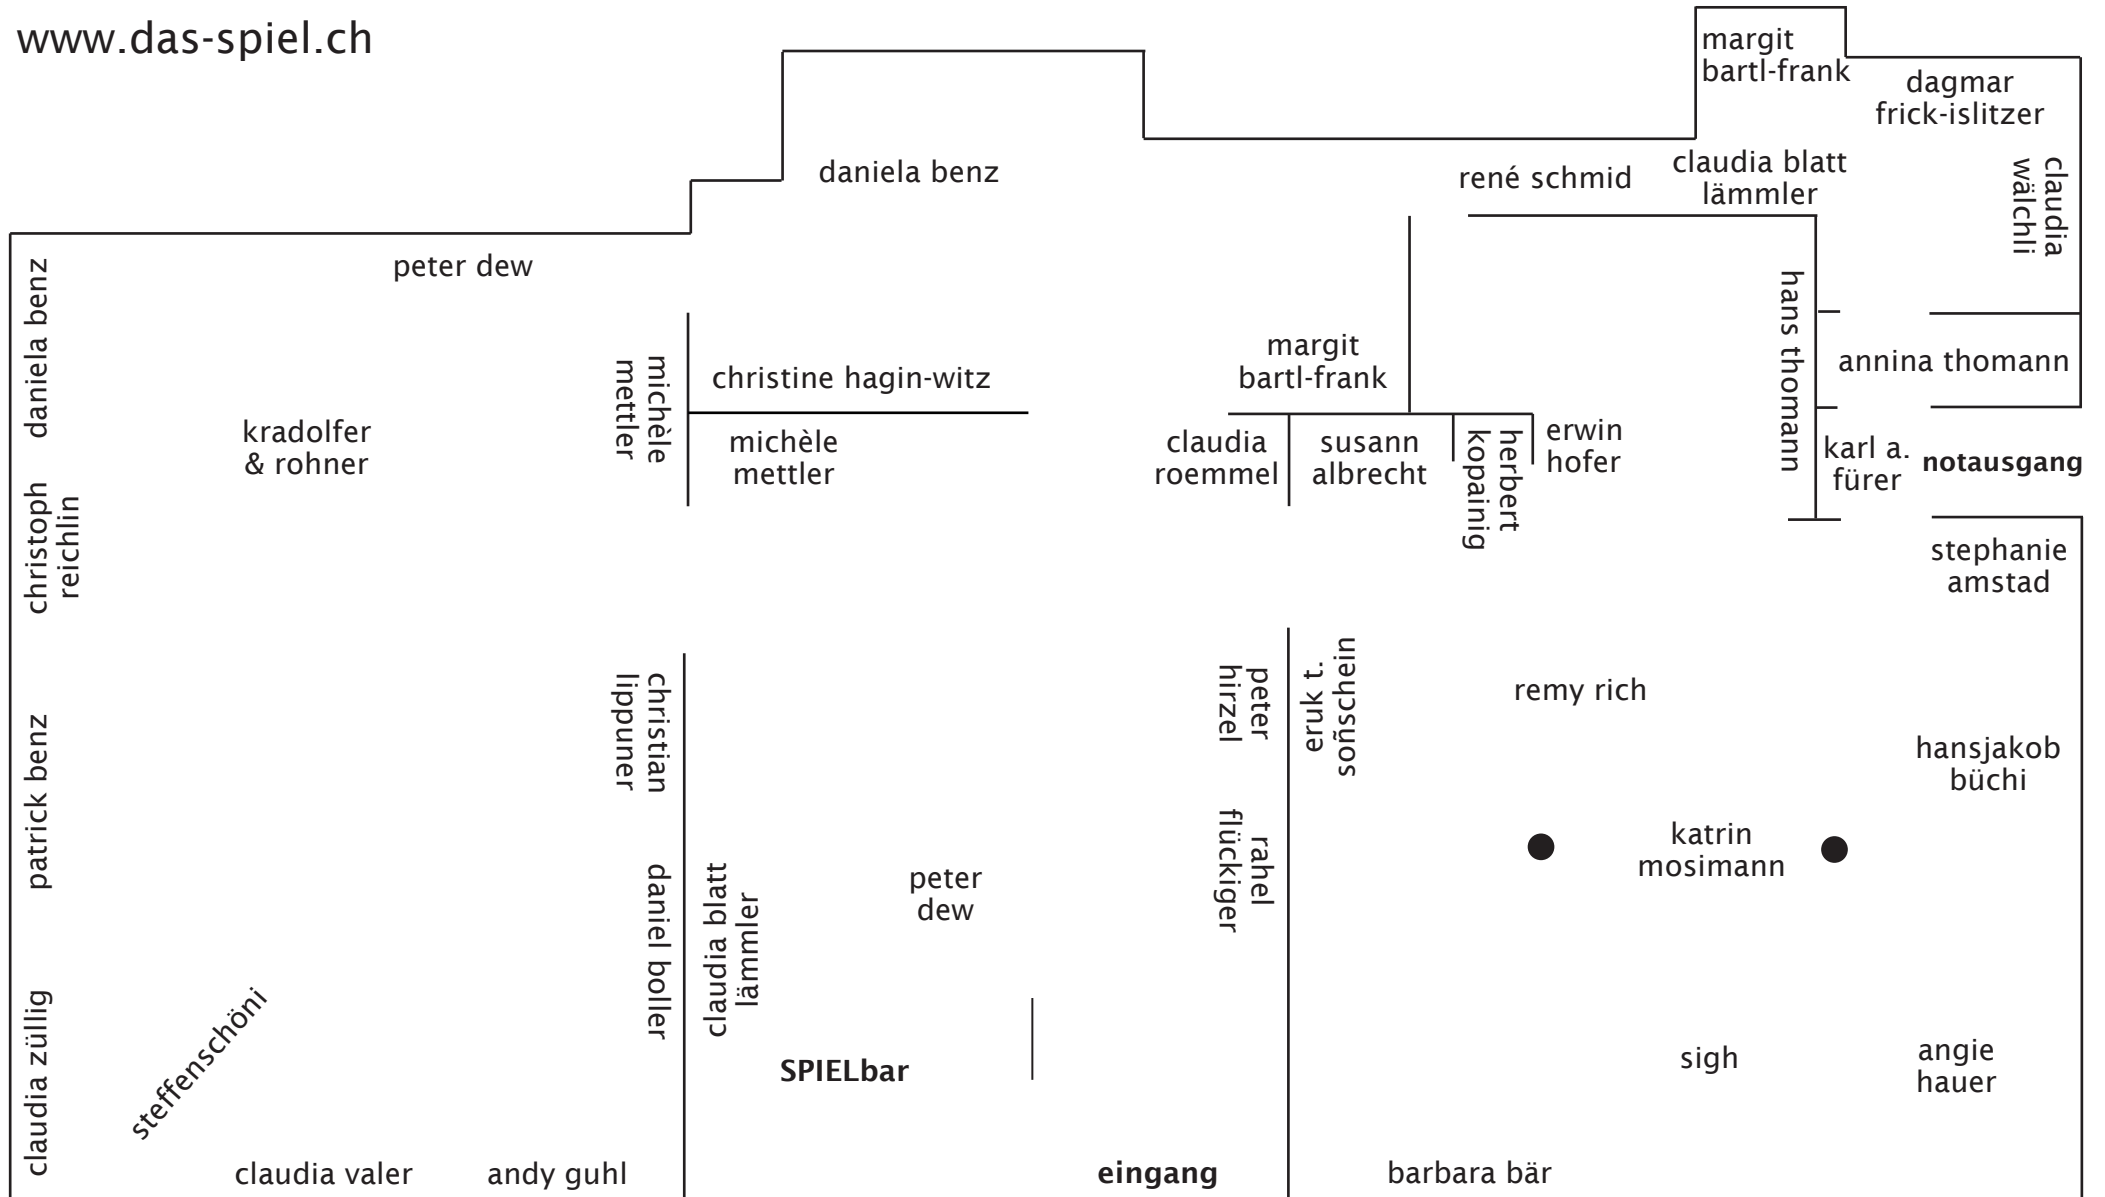 www.das-spiel.ch
margit
bartl-frank
dagmar
frick-islitzer
daniela benz
rené schmid
claudia blatt
lämmler
claudia
wälchli
peter dew
daniela benz
michèle
mettler
christine hagin-witz
margit
bartl-frank
hans thomann
annina thomann
kradolfer
& rohner
michèle
mettler
claudia
roemmel
susann
albrecht
herbert
kopainig
erwin
hofer
karl a.
fürer
notausgang
christoph
reichlin
stephanie
amstad
christian
lippuner
peter
hirzel
ernk t.
soñschein
remy rich
patrick benz
hansjakob
büchi
rahel
flückiger
katrin
mosimann
daniel boller
claudia blatt
lämmler
peter
dew
claudia züllig
steffenschöni
SPIELbar
sigh
angie
hauer
claudia valer
andy guhl
eingang
barbara bär